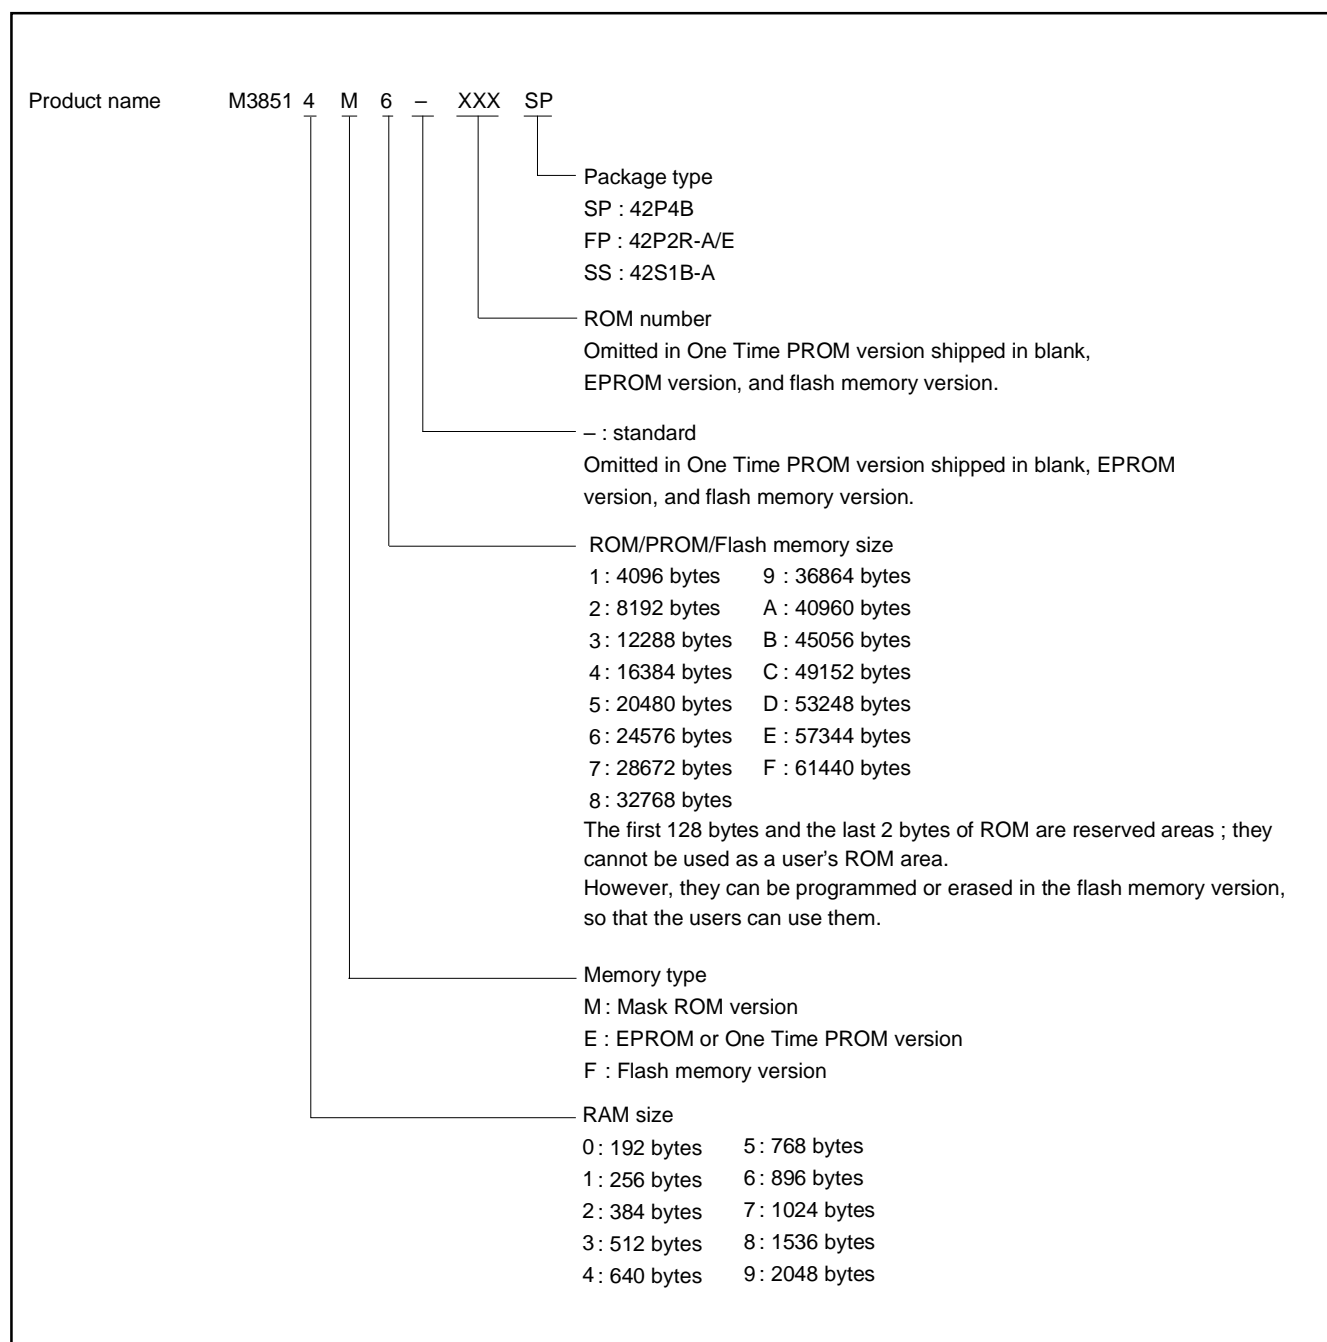 Product name M3851 4 M 6 – XXX SP
Package type
SP : 42P4B
FP : 42P2R-A/E
SS : 42S1B-A
ROM number
Omitted in One Time PROM version shipped in blank,
EPROM version, and flash memory version.
– : standard
Omitted in One Time PROM version shipped in blank, EPROM
version, and flash memory version.
ROM/PROM/Flash memory size
1 : 4096 bytes 9 : 36864 bytes
2 : 8192 bytes A : 40960 bytes
3 : 12288 bytes B : 45056 bytes
4 : 16384 bytes C : 49152 bytes
5 : 20480 bytes D : 53248 bytes
6 : 24576 bytes E : 57344 bytes
7 : 28672 bytes F : 61440 bytes
8 : 32768 bytes
The first 128 bytes and the last 2 bytes of ROM are reserved areas ; they
cannot be used as a user’s ROM area.
However, they can be programmed or erased in the flash memory version,
so that the users can use them.
Memory type
M : Mask ROM version
E : EPROM or One Time PROM version
F : Flash memory version
RAM size
0 : 192 bytes 5 : 768 bytes
1 : 256 bytes 6 : 896 bytes
2 : 384 bytes 7 : 1024 bytes
3 : 512 bytes 8 : 1536 bytes
4 : 640 bytes 9 : 2048 bytes